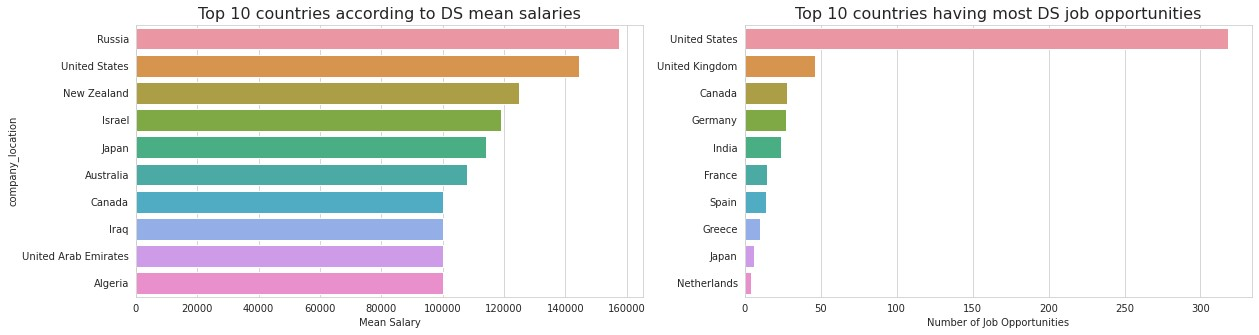 Top 10 countries according to DS mean salaries
company_location
Russia
United States
New Zealand
Israel
Japan
Australia
Canada
Iraq
United Arab Emirates
Algeria
0 20000 40000 60000 80000 100000 120000 140000 160000
Mean Salary
Top 10 countries having most DS job opportunities
United States
United Kingdom
Canada
Germany
India
France
Spain
Greece
Japan
Netherlands
0 50 100 150 200 250 300
Number of Job Opportunities